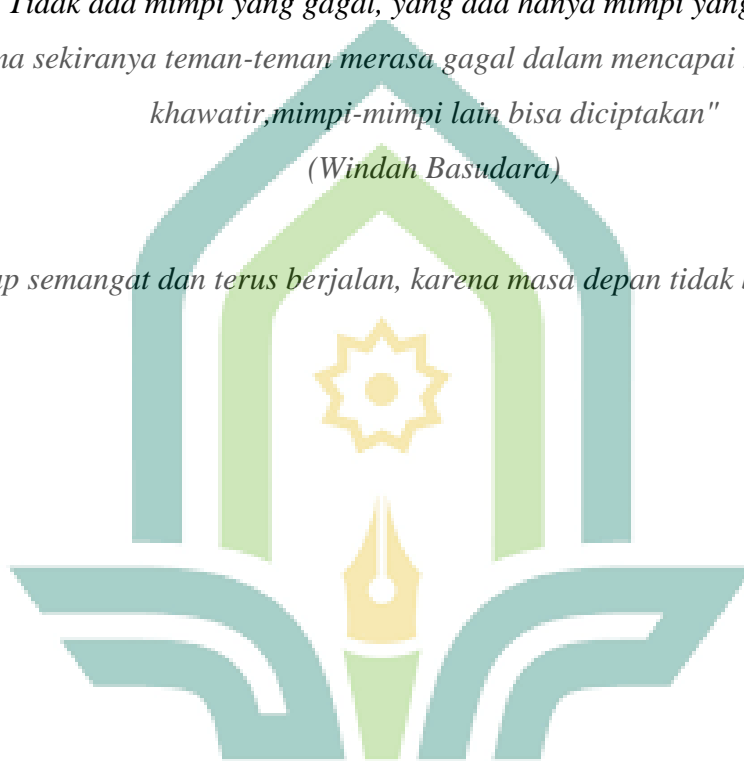 Tidak ada mimpi yang gagal, yang ada hanya mimpi yang
sekiranya teman-teman merasa gagal dalam mencapai
khawatir,mimpi-mimpi lain bisa diciptakan"
(Windah Basudara)
semangat dan terus berjalan, karena masa depan tidak